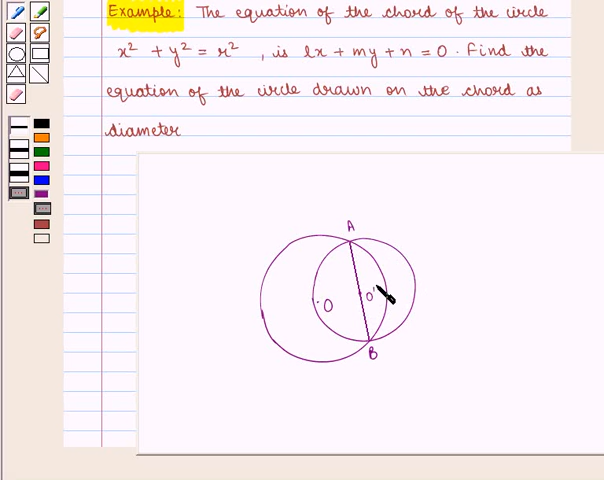 Example: The equation of the chord of the circle
x² + y² = r² , is lx + my + n = 0. Find the
equation of the circle drawn on the chord as
diameter
A
O O'
B